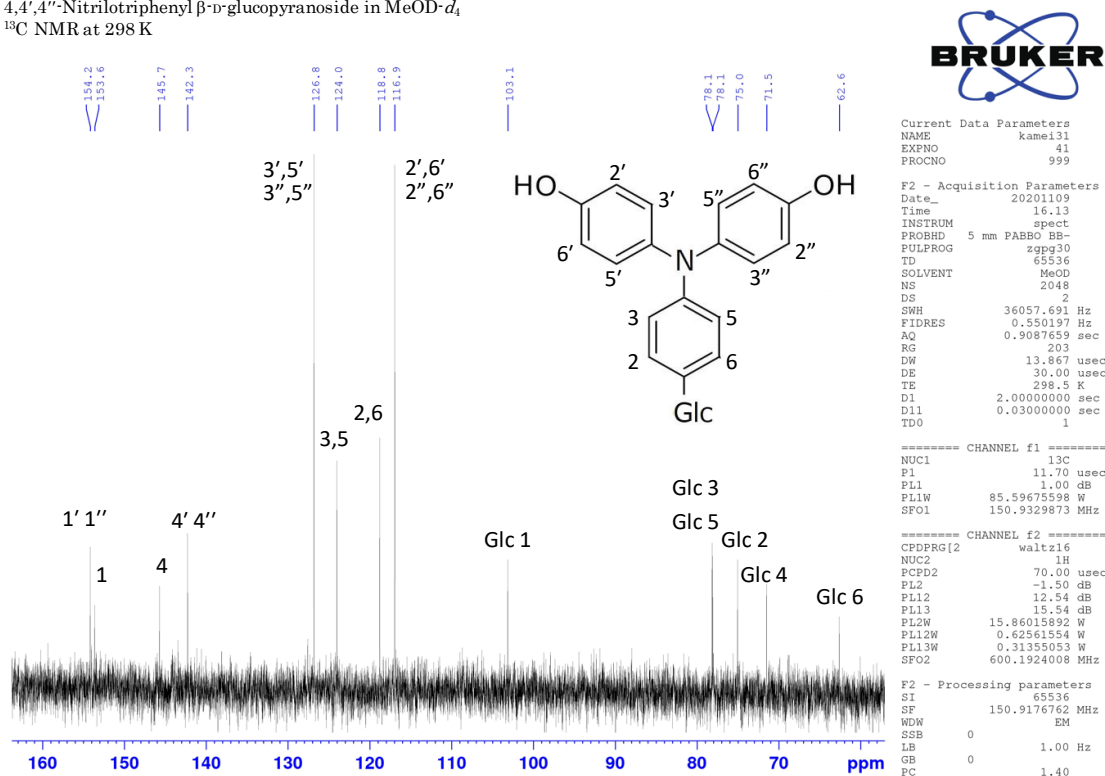 4,4′,4′′-Nitrilotriphenyl β-D-glucopyranoside in MeOD-d4
13C NMR at 298 K
154.2
153.6
145.7
142.3
126.8
124.0
118.8
116.9
103.1
78.1
78.1
75.0
71.5
62.6
BRUKER
3′,5′
3″,5″
2′,6′
2″,6″
HO
2′
3′
6′
5′
6″
OH
5″
2″
3″
N
3
5
2
6
Glc
2,6
3,5
1′ 1′′
1
4
4′ 4′′
Glc 1
Glc 3
Glc 5
Glc 2
Glc 4
Glc 6
160 150 140 130 120 110 100 90 80 70 ppm
Current Data Parameters
NAME kamei31
EXPNO 41
PROCNO 999
F2 - Acquisition Parameters
Date_ 20201109
Time 16.13
INSTRUM spect
PROBHD 5 mm PABBO BB-
PULPROG zgpg30
TD 65536
SOLVENT MeOD
NS 2048
DS 2
SWH 36057.691 Hz
FIDRES 0.550197 Hz
AQ 0.9087659 sec
RG 203
DW 13.867 usec
DE 30.00 usec
TE 298.5 K
D1 2.00000000 sec
D11 0.03000000 sec
TD0 1
======== CHANNEL f1 ========
NUC1 13C
P1 11.70 usec
PL1 1.00 dB
PL1W 85.59675598 W
SFO1 150.9329873 MHz
======== CHANNEL f2 ========
CPDPRG[2 waltz16
NUC2 1H
PCPD2 70.00 usec
PL2 -1.50 dB
PL12 12.54 dB
PL13 15.54 dB
PL2W 15.86015892 W
PL12W 0.62561554 W
PL13W 0.31355053 W
SFO2 600.1924008 MHz
F2 - Processing parameters
SI 65536
SF 150.9176762 MHz
WDW EM
SSB 0
LB 1.00 Hz
GB 0
PC 1.40